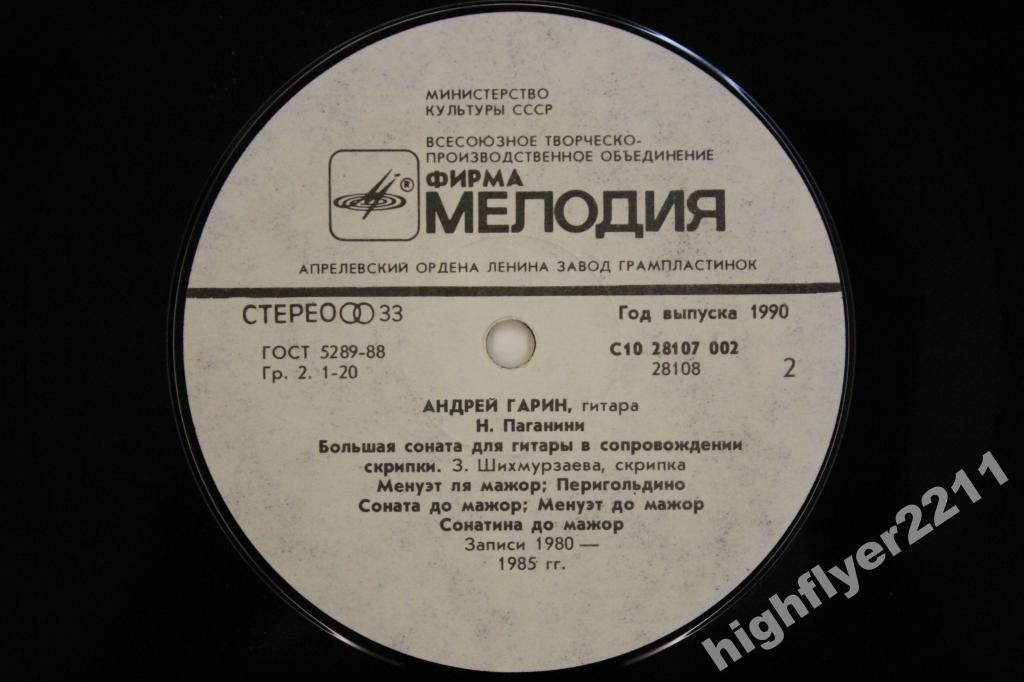 МИНИСТЕРСТВО
КУЛЬТУРЫ СССР
ВСЕСОЮЗНОЕ ТВОРЧЕСКО-
ПРОИЗВОДСТВЕННОЕ ОБЪЕДИНЕНИЕ
®
ФИРМА
МЕЛОДИЯ
АПРЕЛЕВСКИЙ ОРДЕНА ЛЕНИНА ЗАВОД ГРАМПЛАСТИНОК
СТЕРЕО 33
Год выпуска 1990
ГОСТ 5289-88
Гр. 2. 1-20
С10 28107 002
28108
2
АНДРЕЙ ГАРИН, гитара
Н. Паганини
Большая соната для гитары в сопровождении
скрипки. З. Шихмурзаева, скрипка
Менуэт ля мажор; Перигольдино
Соната до мажор; Менуэт до мажор
Сонатина до мажор
Записи 1980 —
1985 гг.
highflyer2211